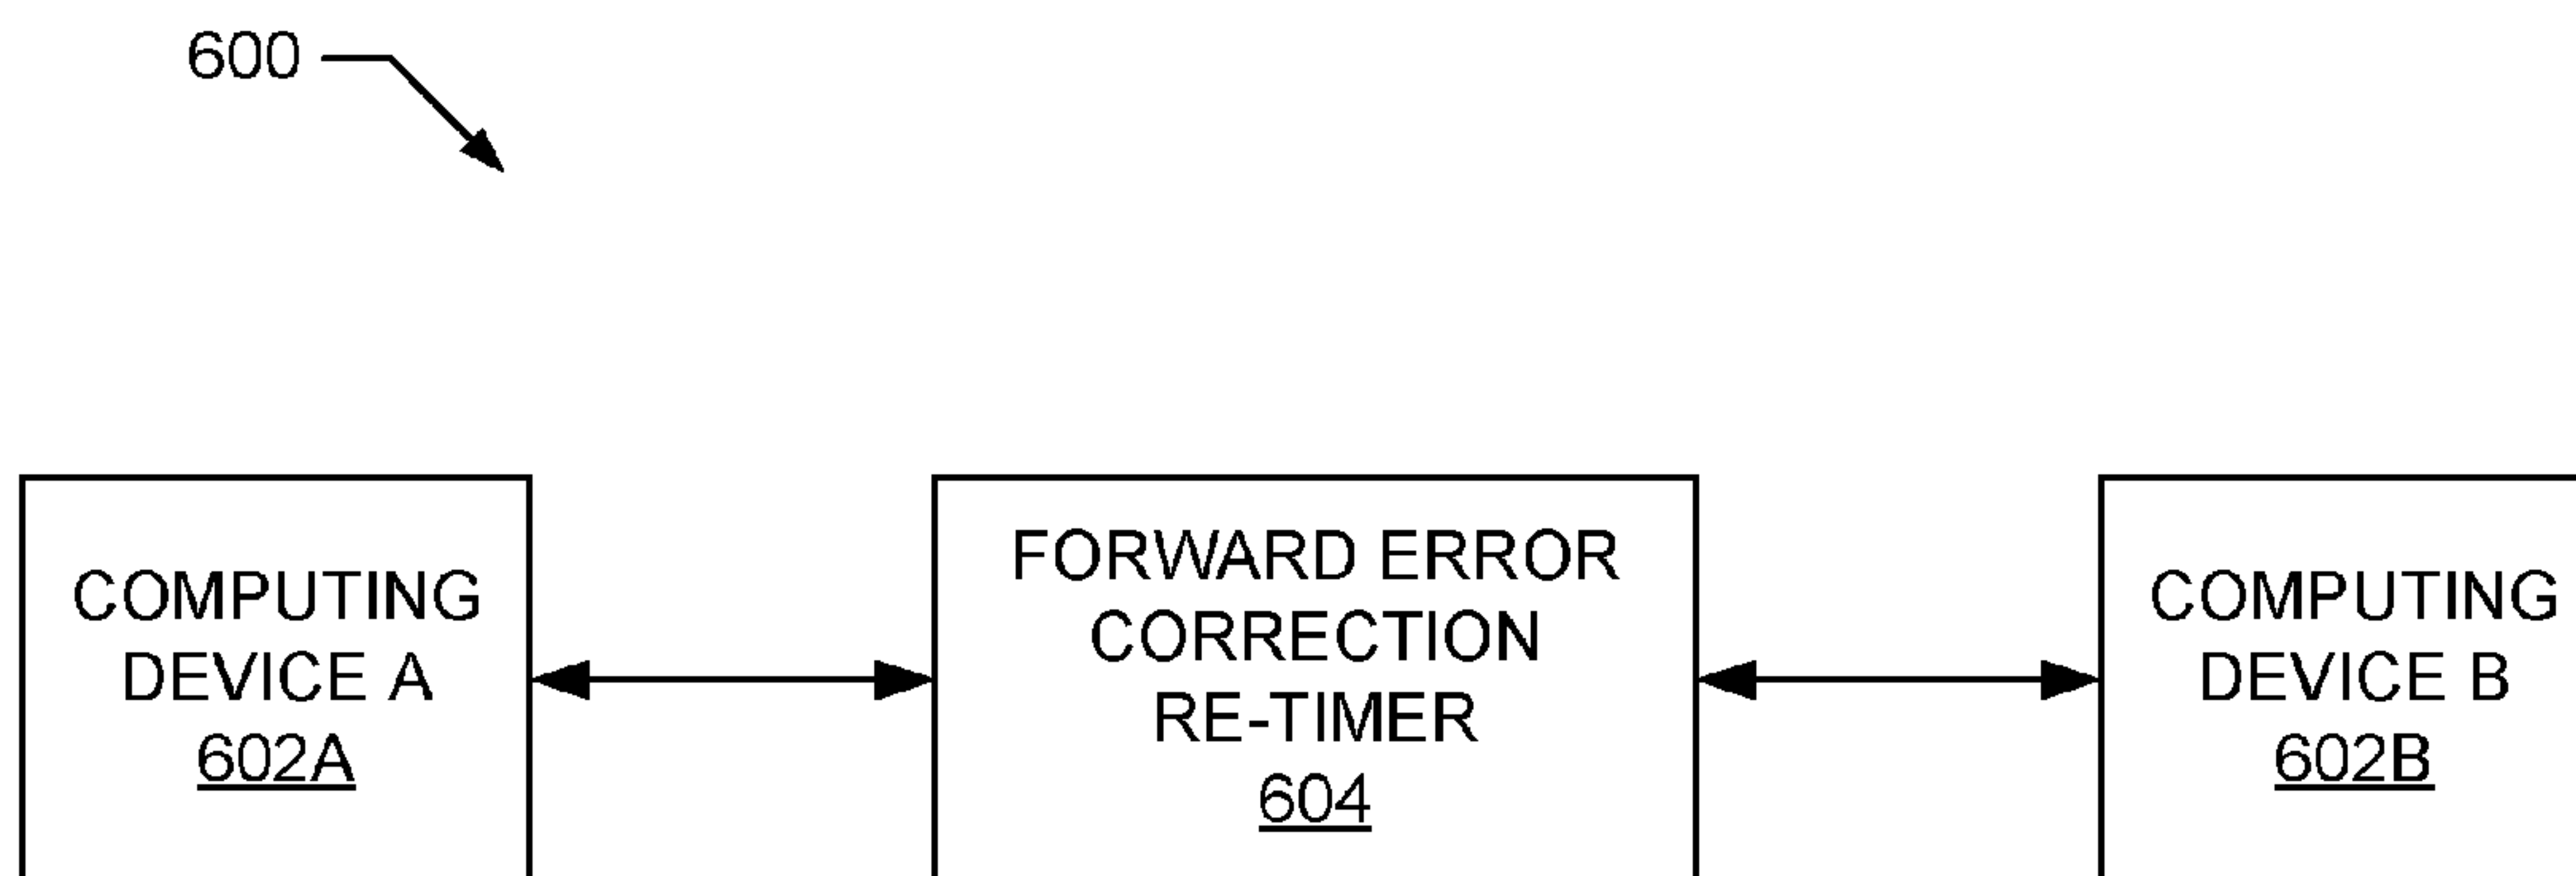 600
COMPUTING
DEVICE A
602A
FORWARD ERROR
CORRECTION
RE-TIMER
604
COMPUTING
DEVICE B
602B